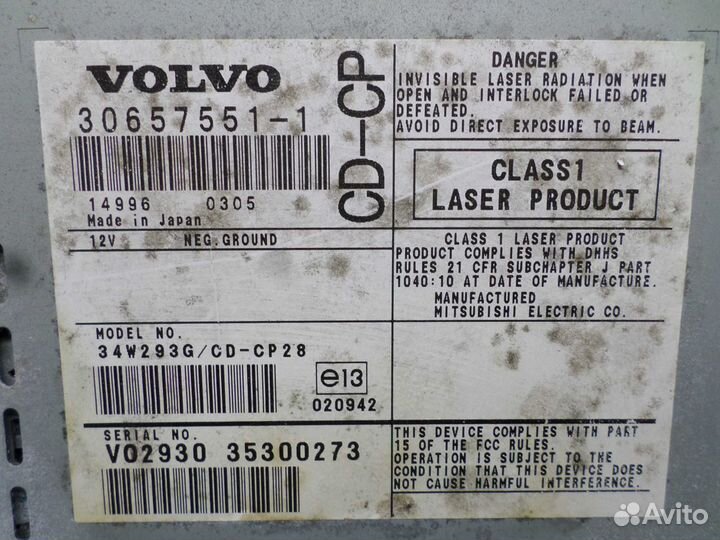 VOLVO
30657551-1
14996 0305
Made in Japan
CD-CP
12V NEG.GROUND
MODEL NO.
34W293G/CD-CP28
e13
020942
SERIAL NO.
VO2930 35300273
DANGER
INVISIBLE LASER RADIATION WHEN
OPEN AND INTERLOCK FAILED OR
DEFEATED.
AVOID DIRECT EXPOSURE TO BEAM.
CLASS1
LASER PRODUCT
CLASS 1 LASER PRODUCT
PRODUCT COMPLIES WITH DHHS
RULES 21 CFR SUBCHAPTER J PART
1040:10 AT DATE OF MANUFACTURE.
MANUFACTURED
MITSUBISHI ELECTRIC CO.
THIS DEVICE COMPLIES WITH PART
15 OF THE FCC RULES.
OPERATION IS SUBJECT TO THE
CONDITION THAT THIS DEVICE DOES
NOT CAUSE HARMFUL INTERFERENCE.
Avito